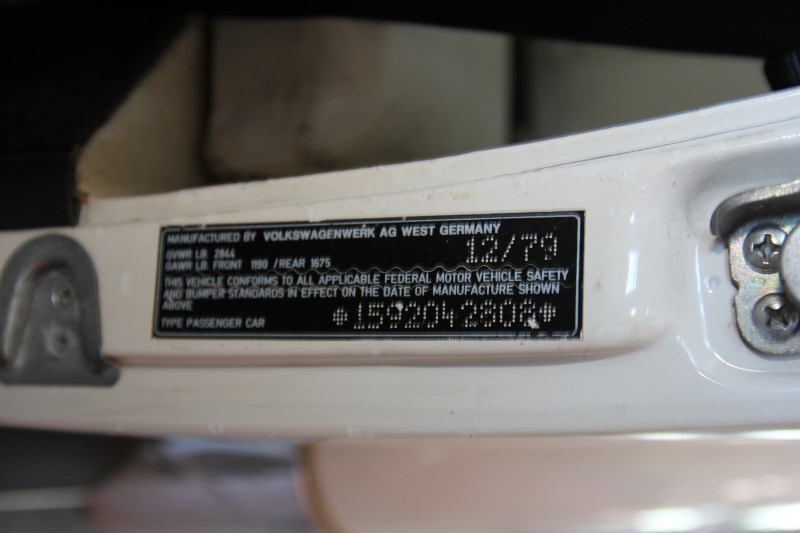 MANUFACTURED BY VOLKSWAGENWERK AG WEST GERMANY
12/79
GVWR LB. 2844
GAWR LB. FRONT 1190 / REAR 1675
THIS VEHICLE CONFORMS TO ALL APPLICABLE FEDERAL MOTOR VEHICLE SAFETY
AND BUMPER STANDARDS IN EFFECT ON THE DATE OF MANUFACTURE SHOWN
ABOVE
TYPE PASSENGER CAR *1592042808*